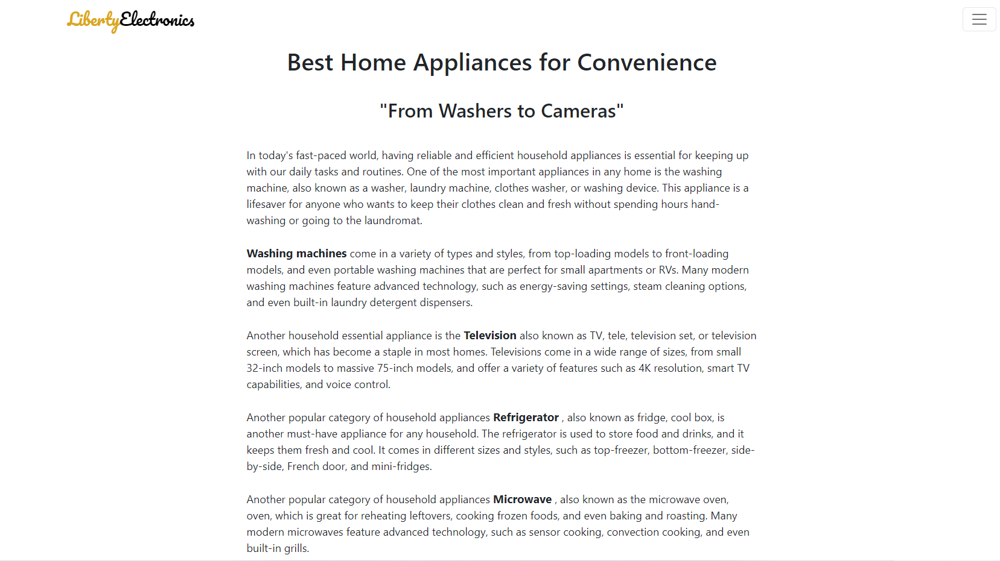 LibertyElectronics
Best Home Appliances for Convenience
"From Washers to Cameras"
In today's fast-paced world, having reliable and efficient household appliances is essential for keeping up
with our daily tasks and routines. One of the most important appliances in any home is the washing
machine, also known as a washer, laundry machine, clothes washer, or washing device. This appliance is a
lifesaver for anyone who wants to keep their clothes clean and fresh without spending hours hand-
washing or going to the laundromat.
Washing machines come in a variety of types and styles, from top-loading models to front-loading
models, and even portable washing machines that are perfect for small apartments or RVs. Many modern
washing machines feature advanced technology, such as energy-saving settings, steam cleaning options,
and even built-in laundry detergent dispensers.
Another household essential appliance is the Television also known as TV, tele, television set, or television
screen, which has become a staple in most homes. Televisions come in a wide range of sizes, from small
32-inch models to massive 75-inch models, and offer a variety of features such as 4K resolution, smart TV
capabilities, and voice control.
Another popular category of household appliances Refrigerator , also known as fridge, cool box, is
another must-have appliance for any household. The refrigerator is used to store food and drinks, and it
keeps them fresh and cool. It comes in different sizes and styles, such as top-freezer, bottom-freezer, side-
by-side, French door, and mini-fridges.
Another popular category of household appliances Microwave , also known as the microwave oven,
oven, which is great for reheating leftovers, cooking frozen foods, and even baking and roasting. Many
modern microwaves feature advanced technology, such as sensor cooking, convection cooking, and even
built-in grills.